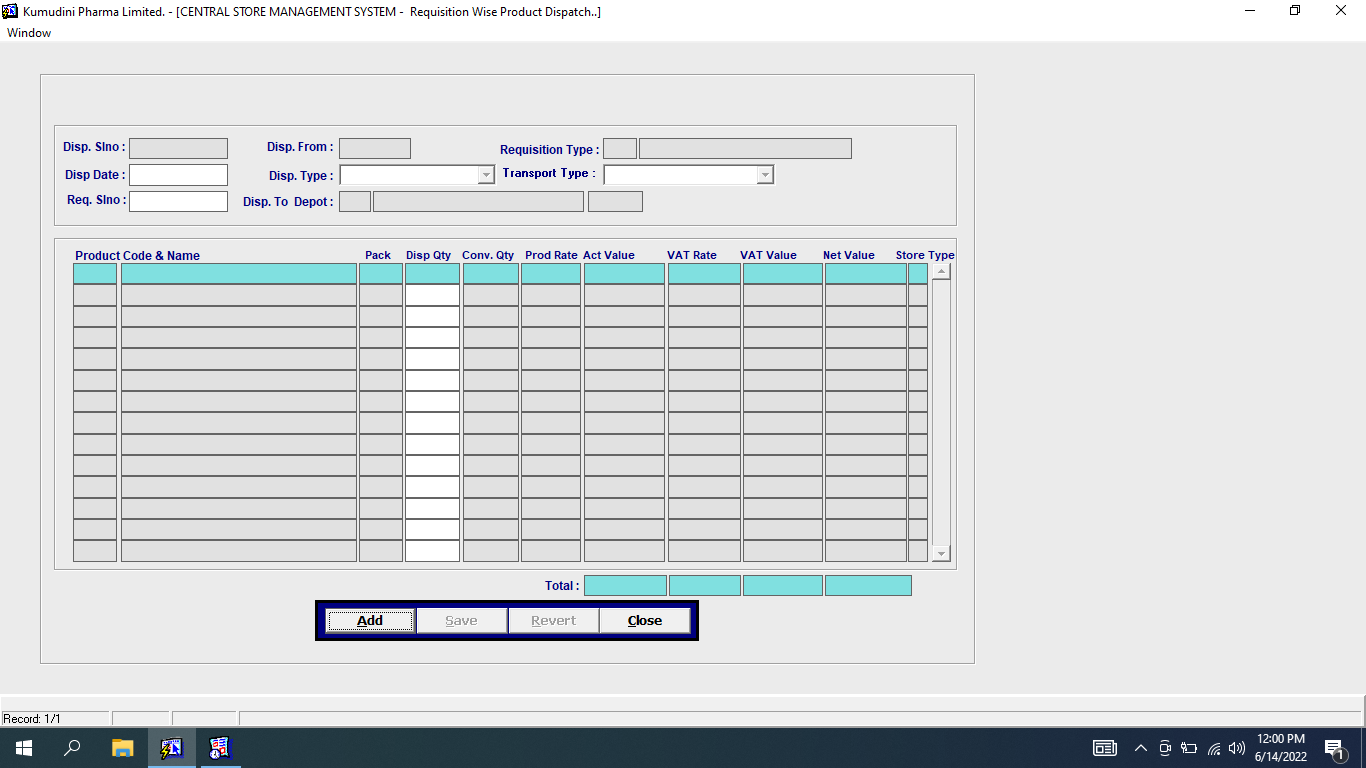 Kumudini Pharma Limited. - [CENTRAL STORE MANAGEMENT SYSTEM -  Requisition Wise Product Dispatch..]
Window
Disp. Slno : Disp. From : Requisition Type :
Disp Date : Disp. Type : Transport Type :
Req. Slno : Disp. To Depot :
Product Code & Name Pack Disp Qty Conv. Qty Prod Rate Act Value VAT Rate VAT Value Net Value Store Type
Total :
Add Save Revert Close
Record: 1/1
12:00 PM
6/14/2022
1